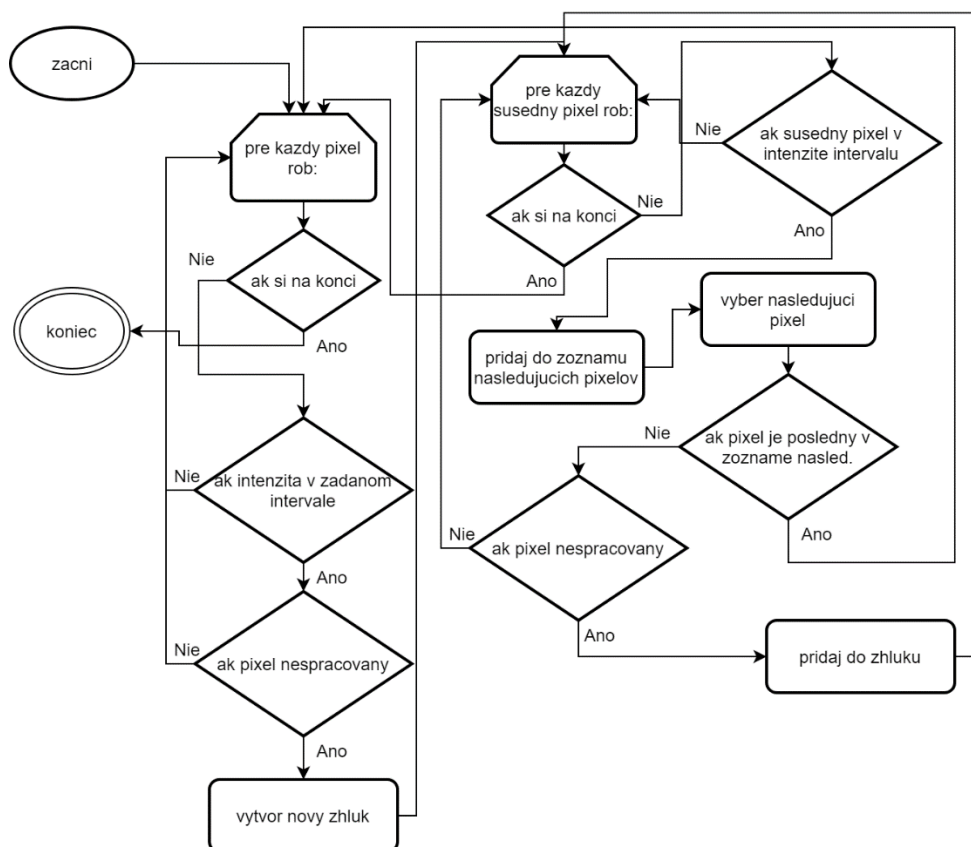 zacni
pre kazdy pixel
rob:
Nie
ak si na konci
koniec
Ano
Nie
ak intenzita v zadanom
intervale
Ano
Nie
ak pixel nespracovany
Ano
vytvor novy zhluk
pre kazdy
susedny pixel rob:
Nie
ak susedny pixel v
intenzite intervalu
ak si na konci
Nie
Ano
Ano
vyber nasledujuci
pixel
pridaj do zoznamu
nasledujucich pixelov
Nie
ak pixel je posledny v
zozname nasled.
Nie
Ano
ak pixel nespracovany
Ano
pridaj do zhluku